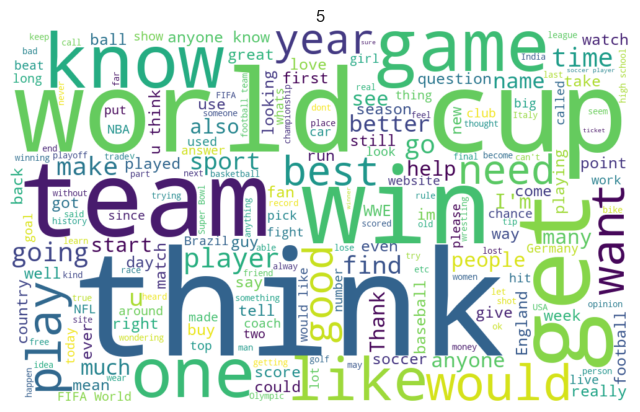 5
keep
bad
call
show
anyone know
year
game
league
India
last
soccer player
high school
know
ball
great
girl
time
watch
beat
long
love
first
looking
question
name
take
world cup
never
far
NBA
put
use
FIFA
football team
whats
championship
dont
real
place
feel
see
thing
season
car
better
new
club
thought
big
called
Italy
seem
ticket
sure
u think
also
used
answer
still
look
go
final
become
can't
end
winning
playoff
tradeV
part
next
basketball
make
played
sport
run
best
help
need
playing
point
work
back
team
win
want
got
without
trying
since
said
history
Super Bowl
anything
fan
record
pick
fight
website
WWE
im
old
rule
wrestling
please
I'm
come
chance
tip
way
bike
goal
learn
going
start
match
Brazil
guy
able
lose
even
scored
lost
many
Germany
football
well
kind
day
race
player
friend
alway
say
good
find
try
etc
people
women
hit
let
shot
USA
opinion
get
country
play
NFL
true
site
u
heard
around
something
would like
number
Thank
baseball
give
England
week
ok
today
free
ever
right
wondering
made
buy
tell
coach
two
think
one
like
would
lot
soccer
anyone
money
person
live
really
idea
happen
wear
much
mean
top
man
getting
score
could
golf
may
Olympic
FIFA World
winner